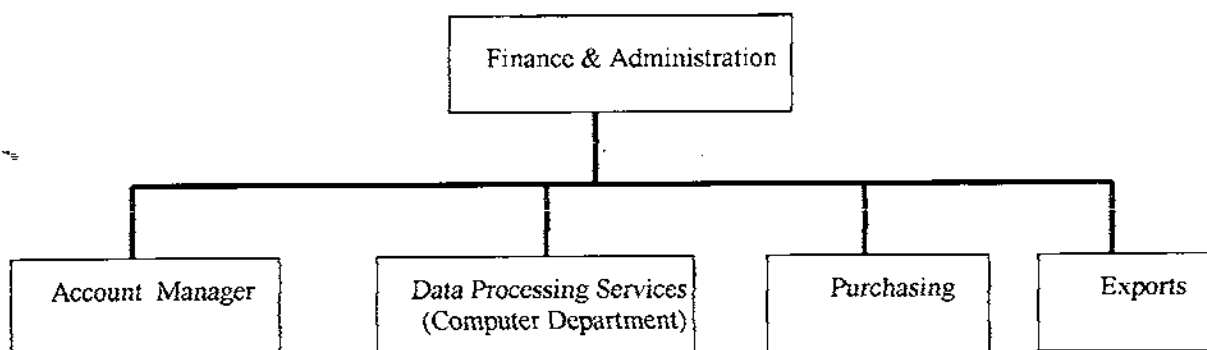 Finance & Administration
Account Manager
Data Processing Services
(Computer Department)
Purchasing
Exports